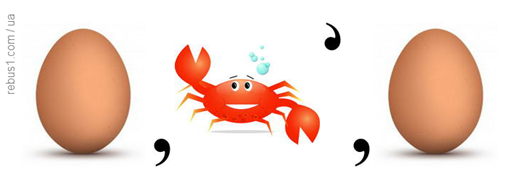 rebus1.com / ua
,
,
,